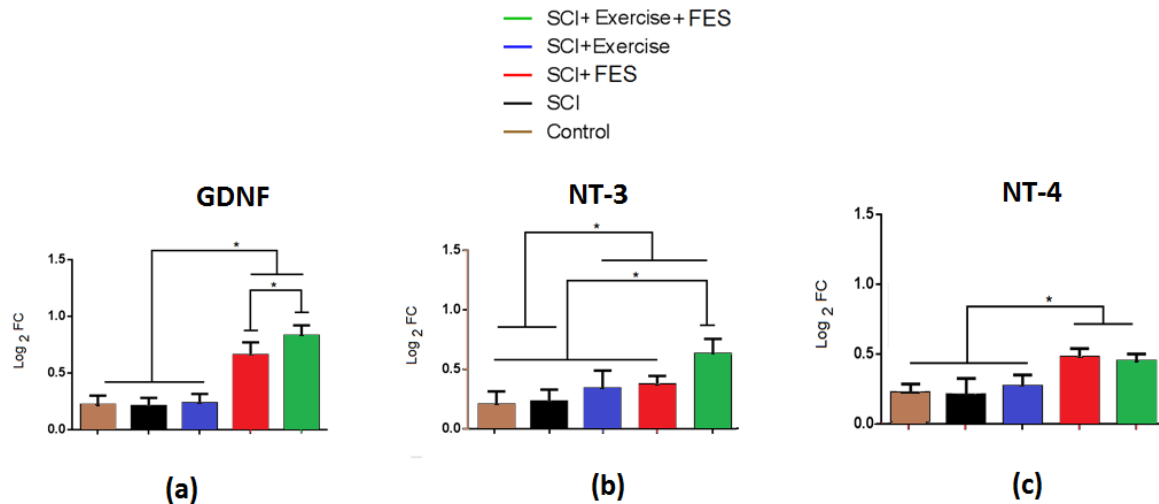 SCI+ Exercise + FES
SCI+Exercise
SCI+ FES
SCI
Control
GDNF
NT-3
NT-4
Log 2 FC
1.5
1.0
0.5
0.0
*
*
Log 2 FC
1.5
1.0
0.5
0.0
*
*
Log 2 FC
1.5
1.0
0.5
0.0
*
(a)
(b)
(c)